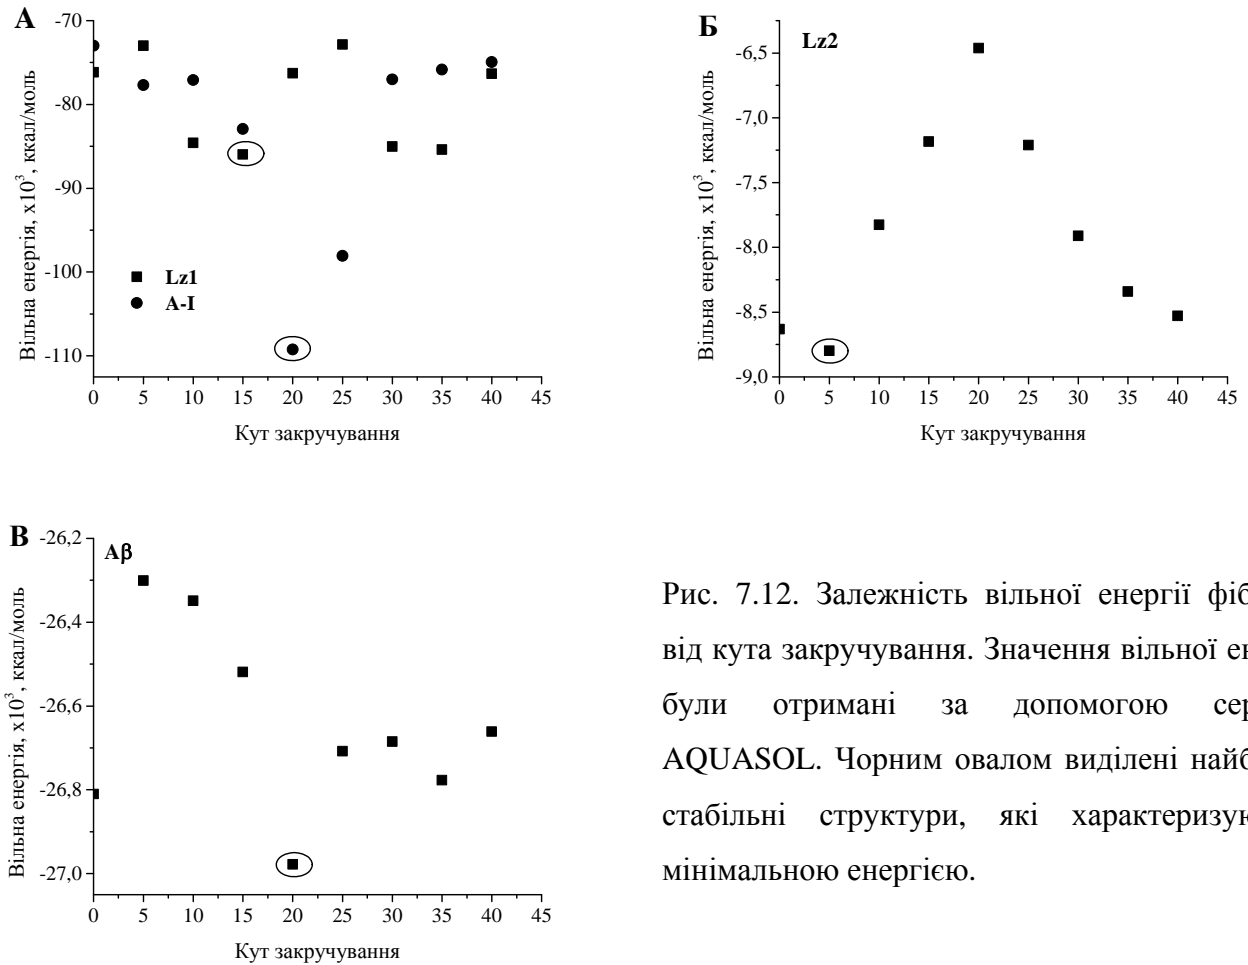 А
-70
-80
-90
-100
-110
Вільна енергія, х10³, ккал/моль
Lz1
A-I
0 5 10 15 20 25 30 35 40 45
Кут закручування
Б
Lz2
-6,5
-7,0
-7,5
-8,0
-8,5
-9,0
Вільна енергія, х10³, ккал/моль
0 5 10 15 20 25 30 35 40 45
Кут закручування
В
Aβ
-26,2
-26,4
-26,6
-26,8
-27,0
Вільна енергія, х10³, ккал/моль
0 5 10 15 20 25 30 35 40 45
Кут закручування
Рис. 7.12. Залежність вільної енергії фіб
від кута закручування. Значення вільної ен
були отримані за допомогою сер
AQUASOL. Чорним овалом виділені найб
стабільні структури, які характеризую
мінімальною енергією.